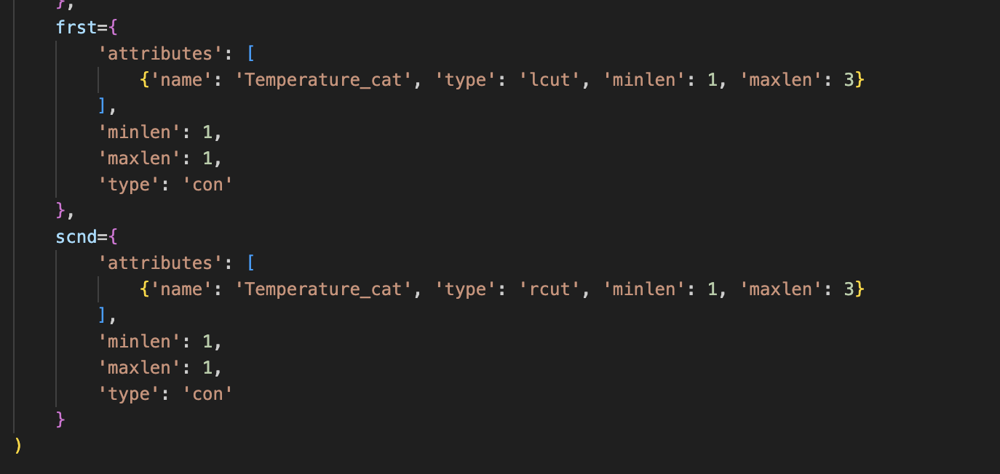 },
frst={
'attributes': [
{'name': 'Temperature_cat', 'type': 'lcut', 'minlen': 1, 'maxlen': 3}
],
'minlen': 1,
'maxlen': 1,
'type': 'con'
},
scnd={
'attributes': [
{'name': 'Temperature_cat', 'type': 'rcut', 'minlen': 1, 'maxlen': 3}
],
'minlen': 1,
'maxlen': 1,
'type': 'con'
}
)